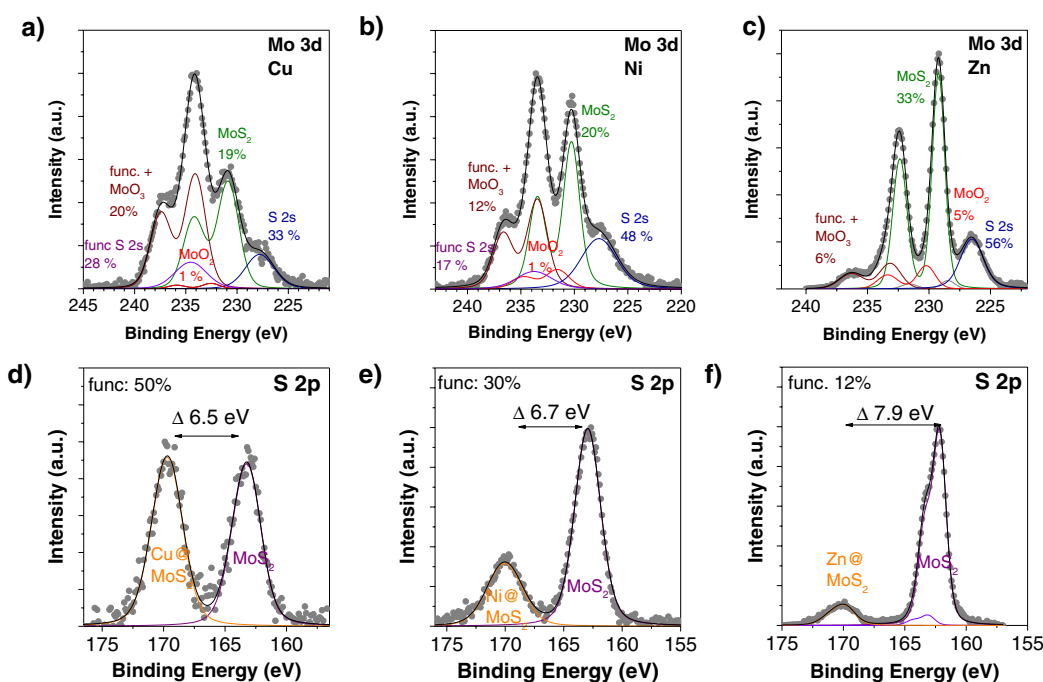 a)
Mo 3d
Cu
MoS2
19%
func. +
MoO3
20%
S 2s
33 %
func S 2s
28 %
MoO2
1 %
245 240 235 230 225
Binding Energy (eV)
Intensity (a.u.)
b)
Mo 3d
Ni
MoS2
20%
func. +
MoO3
12%
S 2s
48 %
func S 2s
17 %
MoO2
1 %
240 235 230 225 220
Binding Energy (eV)
Intensity (a.u.)
c)
Mo 3d
Zn
MoS2
33%
MoO2
5%
S 2s
56%
func. +
MoO3
6%
240 235 230 225
Binding Energy (eV)
Intensity (a.u.)
d)
func: 50%
S 2p
Δ 6.5 eV
Cu@
MoS2
MoS2
175 170 165 160
Binding Energy (eV)
Intensity (a.u.)
e)
func: 30%
S 2p
Δ 6.7 eV
Ni@
MoS2
MoS2
175 170 165 160 155
Binding Energy (eV)
Intensity (a.u.)
f)
func. 12%
S 2p
Δ 7.9 eV
Zn@
MoS2
MoS2
175 170 165 160 155
Binding Energy (eV)
Intensity (a.u.)